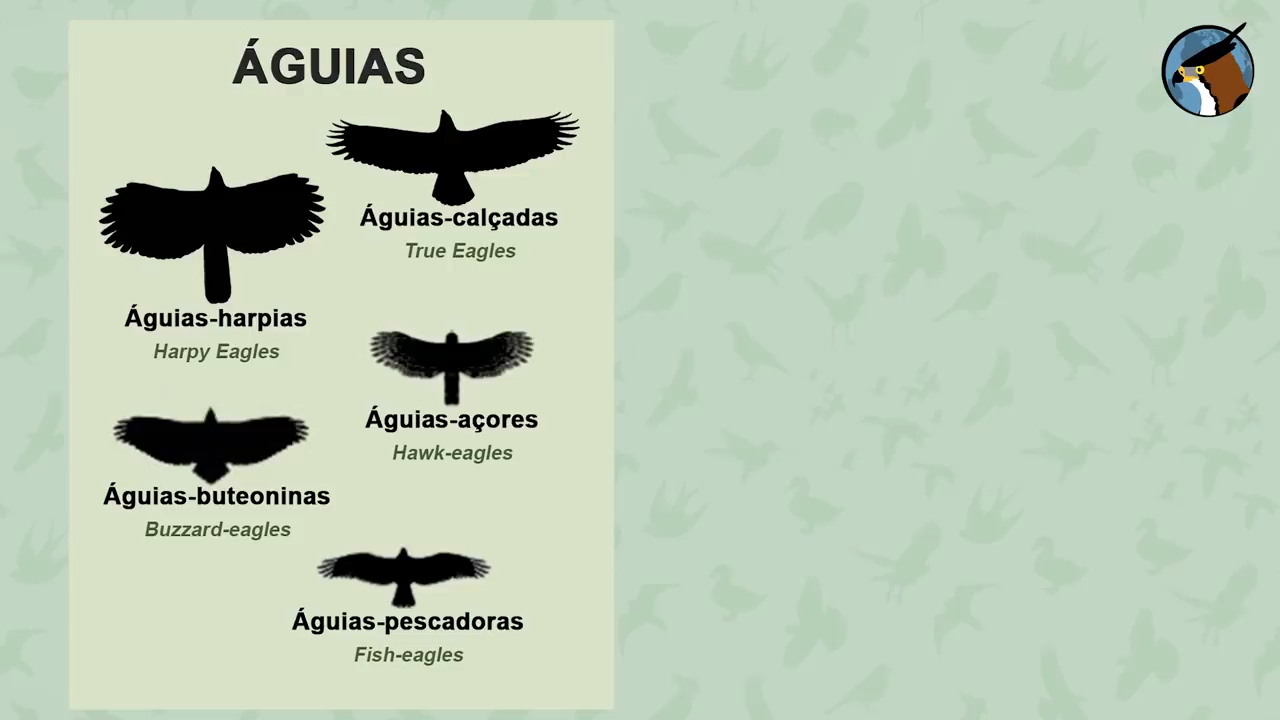 ÁGUIAS
Águias-calçadas
True Eagles
Águias-harpias
Harpy Eagles
Águias-açores
Hawk-eagles
Águias-buteoninas
Buzzard-eagles
Águias-pescadoras
Fish-eagles